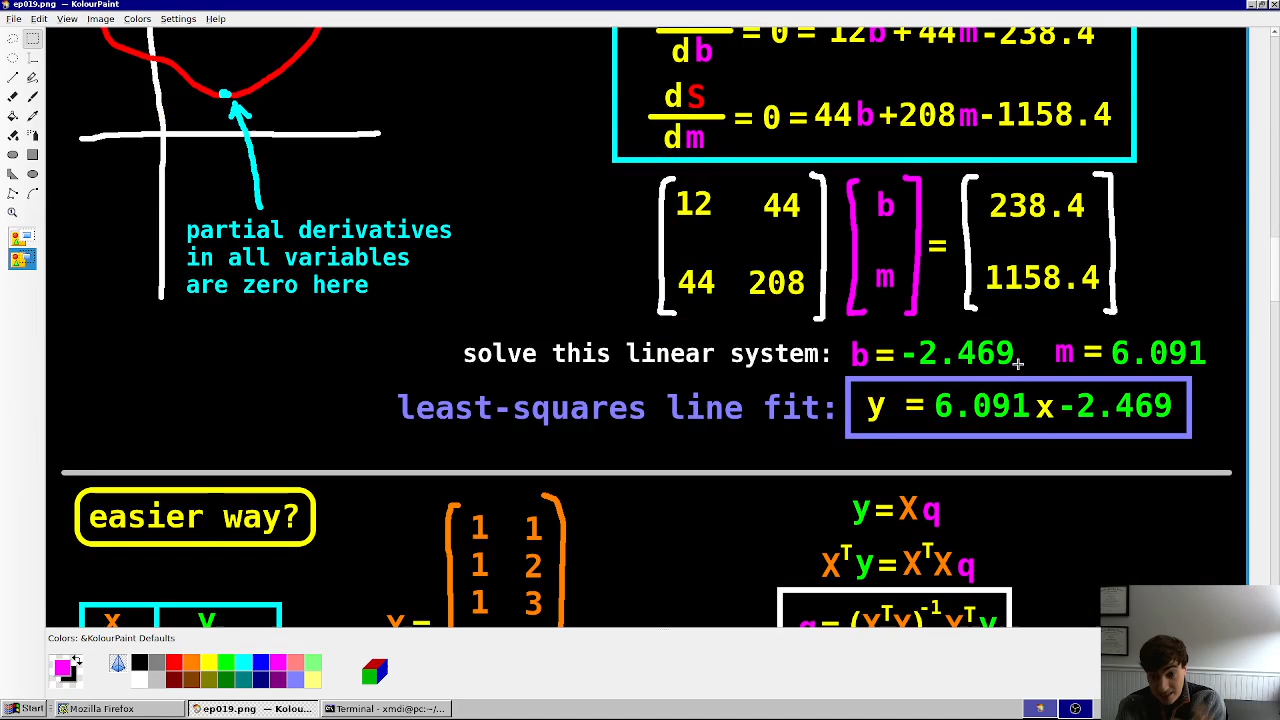 ep019.png — KolourPaint
File Edit View Image Colors Settings Help
d b = 0 = 12b+44m-238.4
dS
dm = 0 = 44b+208m-1158.4
12 44 b = 238.4
44 208 m 1158.4
partial derivatives
in all variables
are zero here
solve this linear system: b=-2.469 m=6.091
least-squares line fit: y = 6.091x-2.469
easier way?
1 1
1 2
1 3
y=Xq
Xᵀy=XᵀXq
q=(XᵀX)⁻¹Xᵀy
x y
X =
Colors: &KolourPaint Defaults
Start Mozilla Firefox ep019.png — Kolou... Terminal - xmdi@pc:~/...